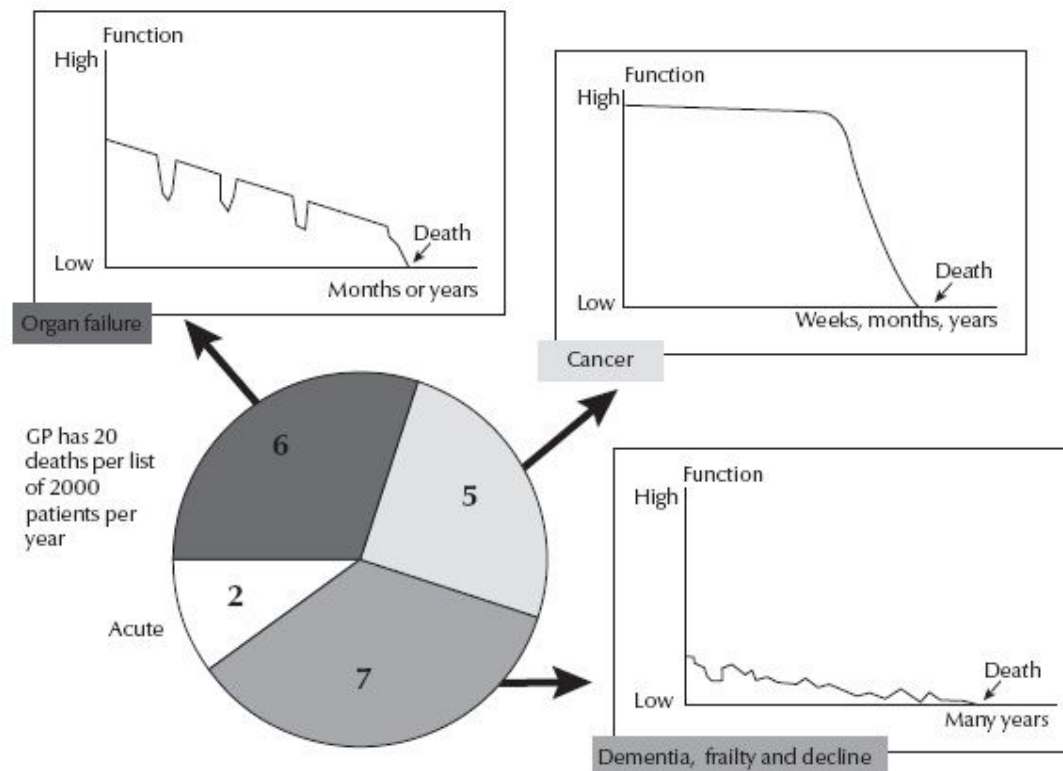 Function
High
Low
Death
Months or years
Organ failure
Function
High
Low
Death
Weeks, months, years
Cancer
GP has 20
deaths per list
of 2000
patients per
year
6
5
2
7
Acute
Function
High
Low
Death
Many years
Dementia, frailty and decline